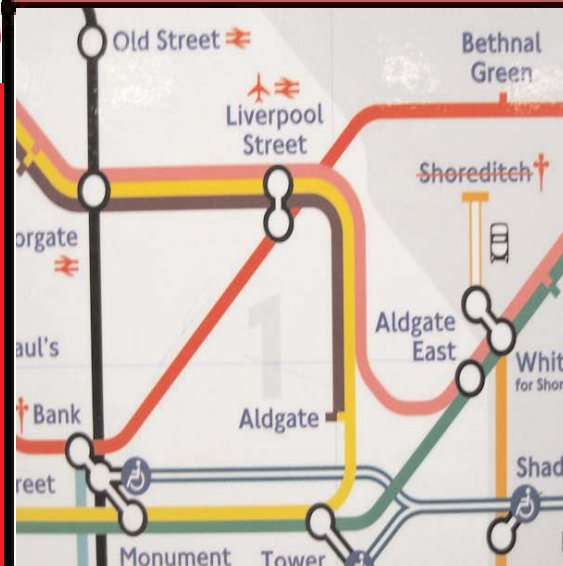 Old Street
Bethnal
Green
Liverpool
Street
Shoreditch†
orgate
Aldgate
East
aul's
1
Whit
for Shor
†Bank
Aldgate
reet
Shad
Monument
Tower